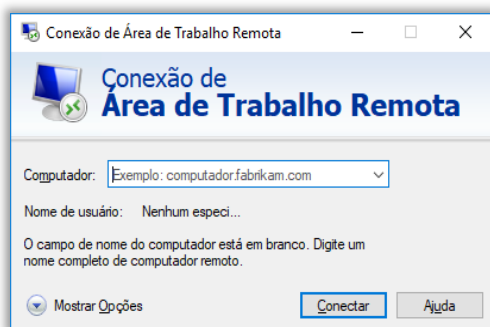 Conexão de Área de Trabalho Remota
Conexão de
Área de Trabalho Remota
Computador: Exemplo: computador.fabrikam.com
Nome de usuário: Nenhum especi...
O campo de nome do computador está em branco. Digite um
nome completo de computador remoto.
Mostrar Opções Conectar Ajuda